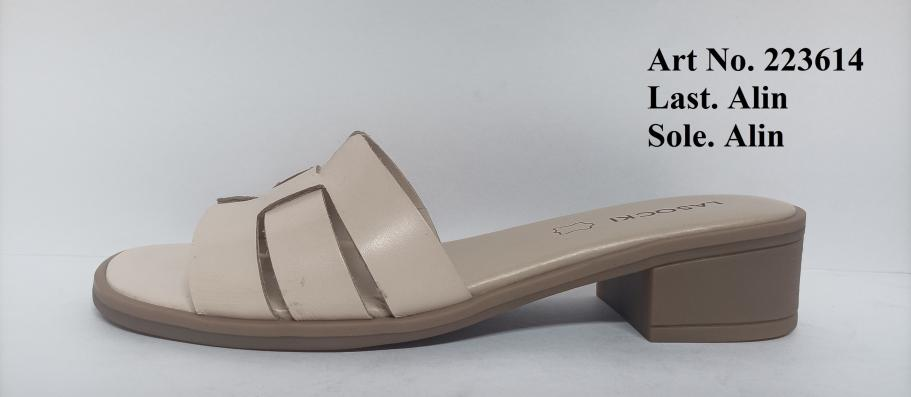 Art No. 223614
Last. Alin
Sole. Alin
LASOCKI